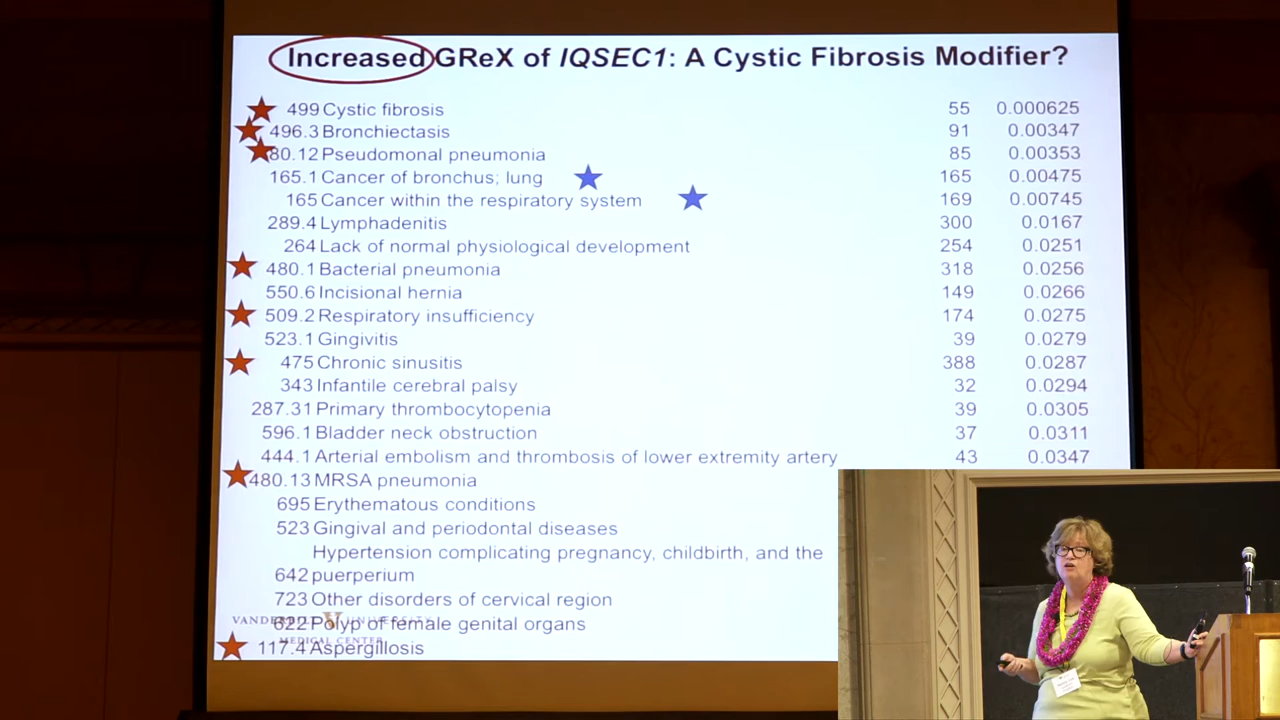 Increased GReX of IQSEC1: A Cystic Fibrosis Modifier?
499 Cystic fibrosis 55 0.000625
496.3 Bronchiectasis 91 0.00347
80.12 Pseudomonal pneumonia 85 0.00353
165.1 Cancer of bronchus; lung 165 0.00475
165 Cancer within the respiratory system 169 0.00745
289.4 Lymphadenitis 300 0.0167
264 Lack of normal physiological development 254 0.0251
480.1 Bacterial pneumonia 318 0.0256
550.6 Incisional hernia 149 0.0266
509.2 Respiratory insufficiency 174 0.0275
523.1 Gingivitis 39 0.0279
475 Chronic sinusitis 388 0.0287
343 Infantile cerebral palsy 32 0.0294
287.31 Primary thrombocytopenia 39 0.0305
596.1 Bladder neck obstruction 37 0.0311
444.1 Arterial embolism and thrombosis of lower extremity artery 43 0.0347
480.13 MRSA pneumonia
695 Erythematous conditions
523 Gingival and periodontal diseases
Hypertension complicating pregnancy, childbirth, and the
642 puerperium
723 Other disorders of cervical region
622 Polyp of female genital organs
MEDICAL CENTER
117.4 Aspergillosis